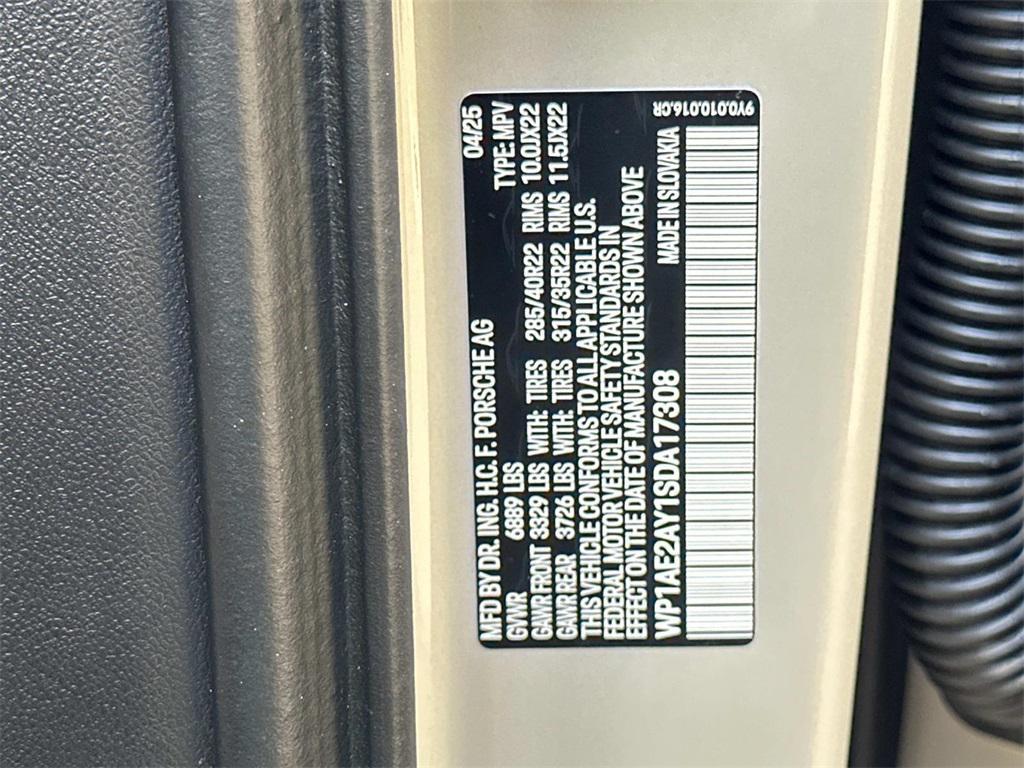 MFD BY DR. ING. H.C. F. PORSCHE AG 04/25
GVWR 6889 LBS TYPE: MPV
GAWR FRONT 3329 LBS WITH: TIRES 285/40R22 RIMS 10.0JX22
GAWR REAR 3726 LBS WITH: TIRES 315/35R22 RIMS 11.5JX22
THIS VEHICLE CONFORMS TO ALL APPLICABLE U.S.
FEDERAL MOTOR VEHICLE SAFETY STANDARDS IN
EFFECT ON THE DATE OF MANUFACTURE SHOWN ABOVE
WP1AE2AY1SDA17308 MADE IN SLOVAKIA
9Y0.010.016.CR